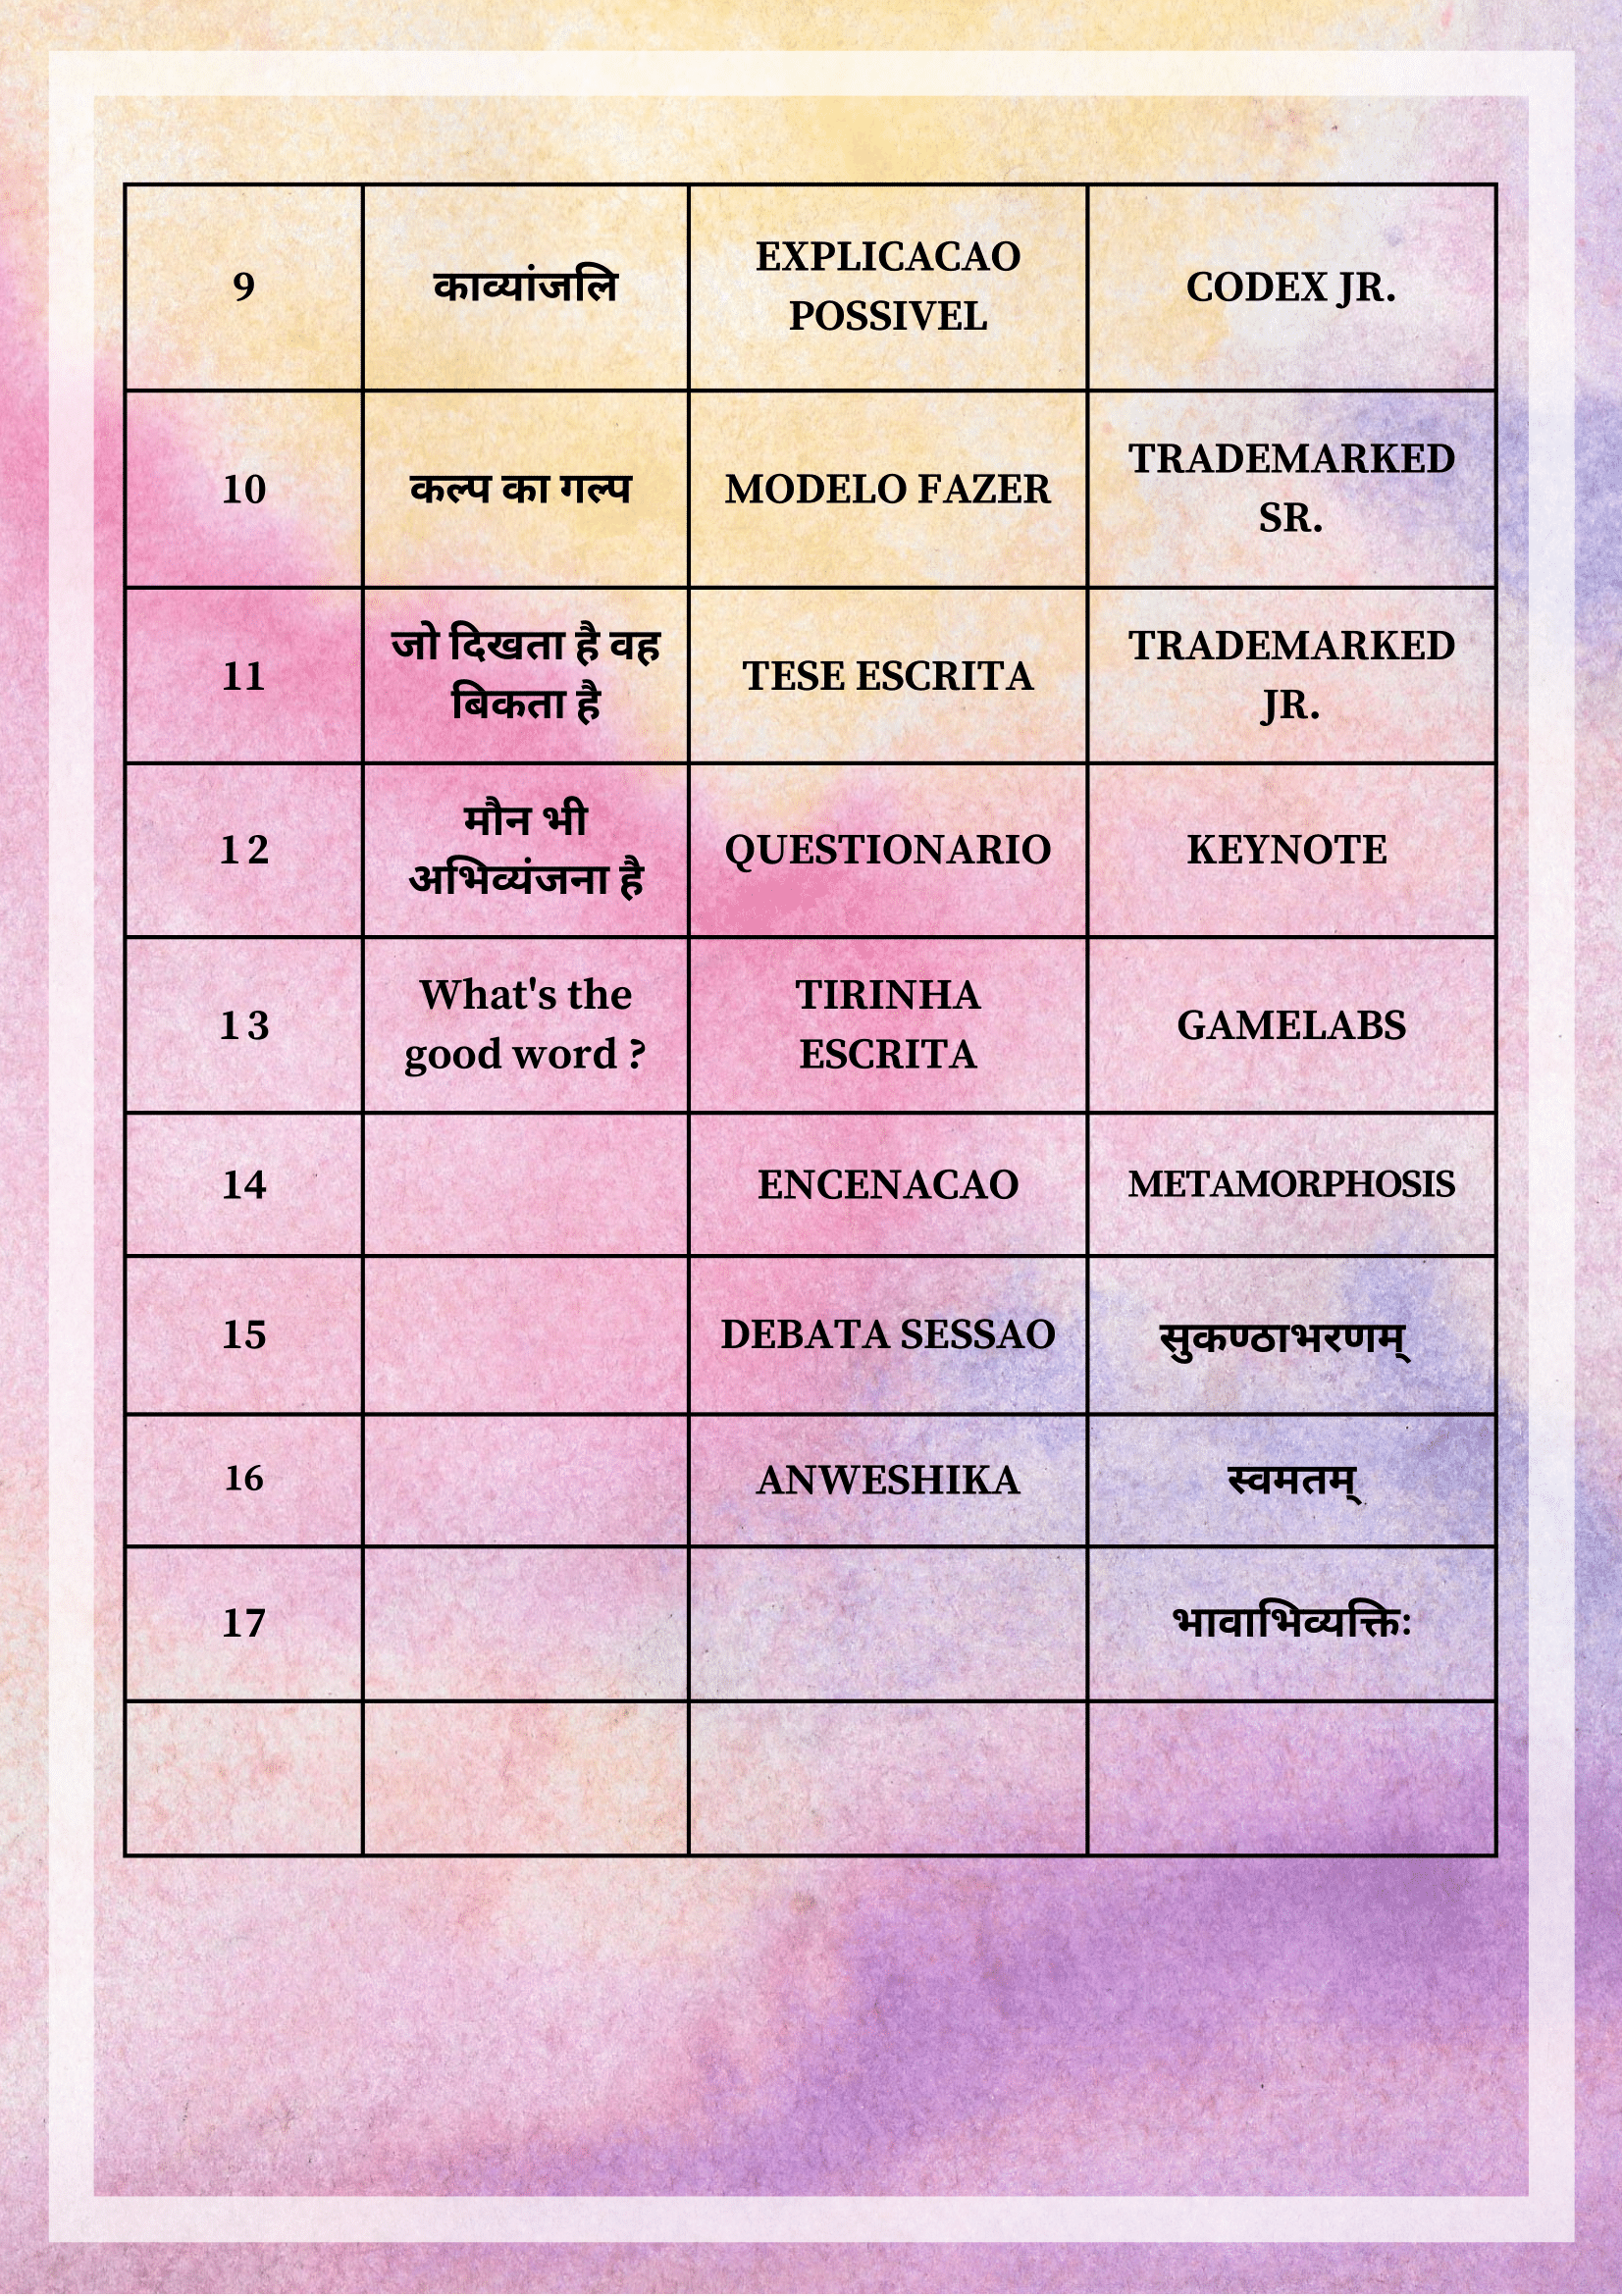 9 काव्यांजलि EXPLICACAO POSSIVEL CODEX JR.
10 कल्प का गल्प MODELO FAZER TRADEMARKED SR.
11 जो दिखता है वह बिकता है TESE ESCRITA TRADEMARKED JR.
12 मौन भी अभिव्यंजना है QUESTIONARIO KEYNOTE
13 What's the good word ? TIRINHA ESCRITA GAMELABS
14 ENCENACAO METAMORPHOSIS
15 DEBATA SESSAO सुकण्ठाभरणम्
16 ANWESHIKA स्वमतम्
17 भावाभिव्यक्तिः